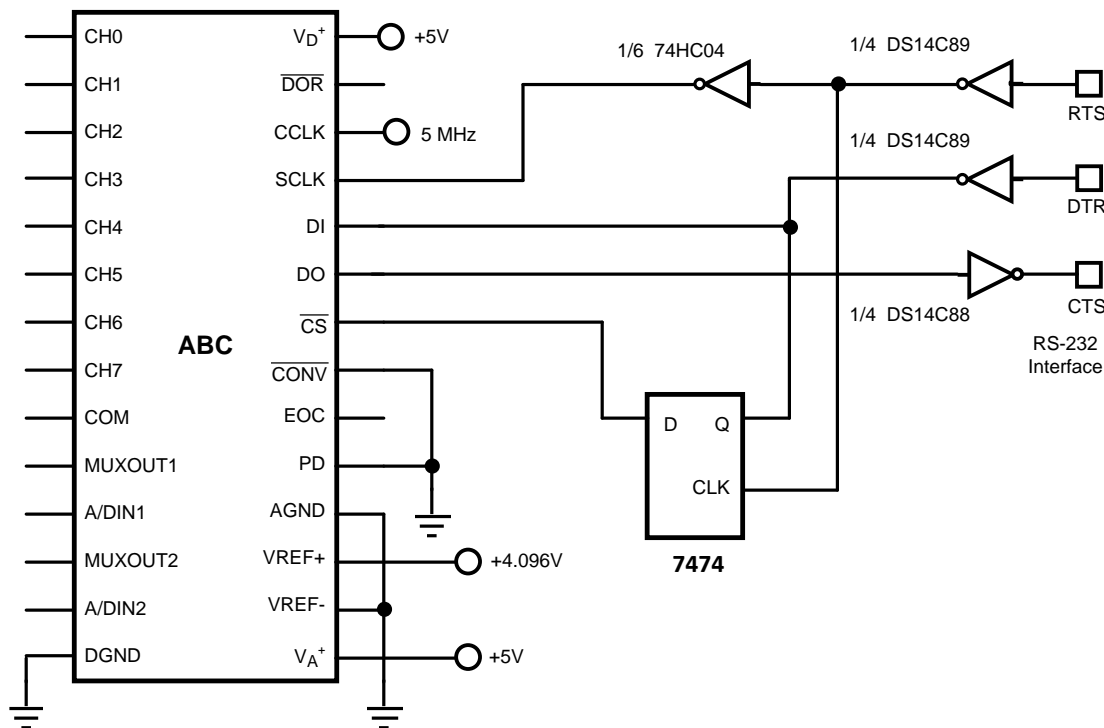 CH0
CH1
CH2
CH3
CH4
CH5
CH6
CH7
COM
MUXOUT1
A/DIN1
MUXOUT2
A/DIN2
DGND
ABC
VD+
DOR
CCLK
SCLK
DI
DO
CS
CONV
EOC
PD
AGND
VREF+
VREF-
VA+
+5V
5 MHz
+4.096V
+5V
1/6 74HC04
1/4 DS14C89
RTS
1/4 DS14C89
DTR
1/4 DS14C88
CTS
RS-232
Interface
D Q
CLK
7474